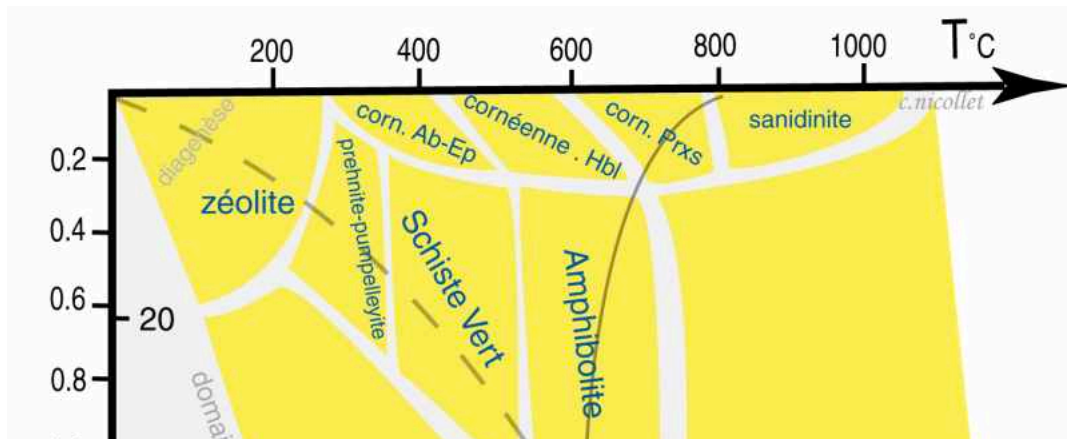 200 400 600 800 1000 T°C
c.nicollet
sanidinite
corn. Prxs
cornéenne . Hbl
corn. Ab-Ep
diagenèse
0.2
zéolite
prehnite-pumpelleyite
Schiste Vert
Amphibolite
0.4
0.6
20
0.8